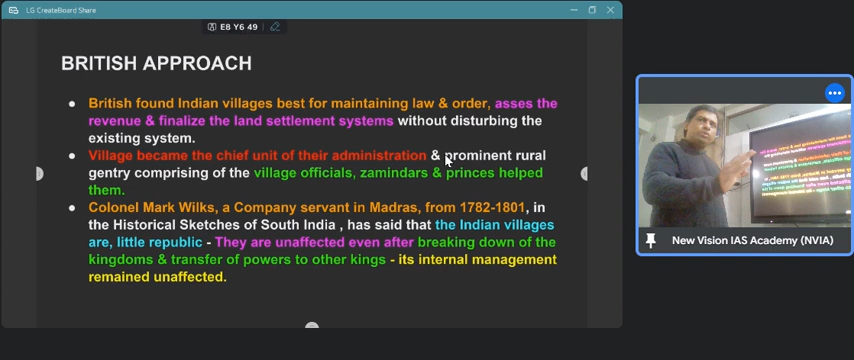 LG CreateBoard Share
E8 Y6 49
BRITISH APPROACH
● British found Indian villages best for maintaining law & order, asses the
revenue & finalize the land settlement systems without disturbing the
existing system.
● Village became the chief unit of their administration & prominent rural
gentry comprising of the village officials, zamindars & princes helped
them.
● Colonel Mark Wilks, a Company servant in Madras, from 1782-1801, in
the Historical Sketches of South India , has said that the Indian villages
are, little republic - They are unaffected even after breaking down of the
kingdoms & transfer of powers to other kings - its internal management
remained unaffected.
New Vision IAS Academy (NVIA)